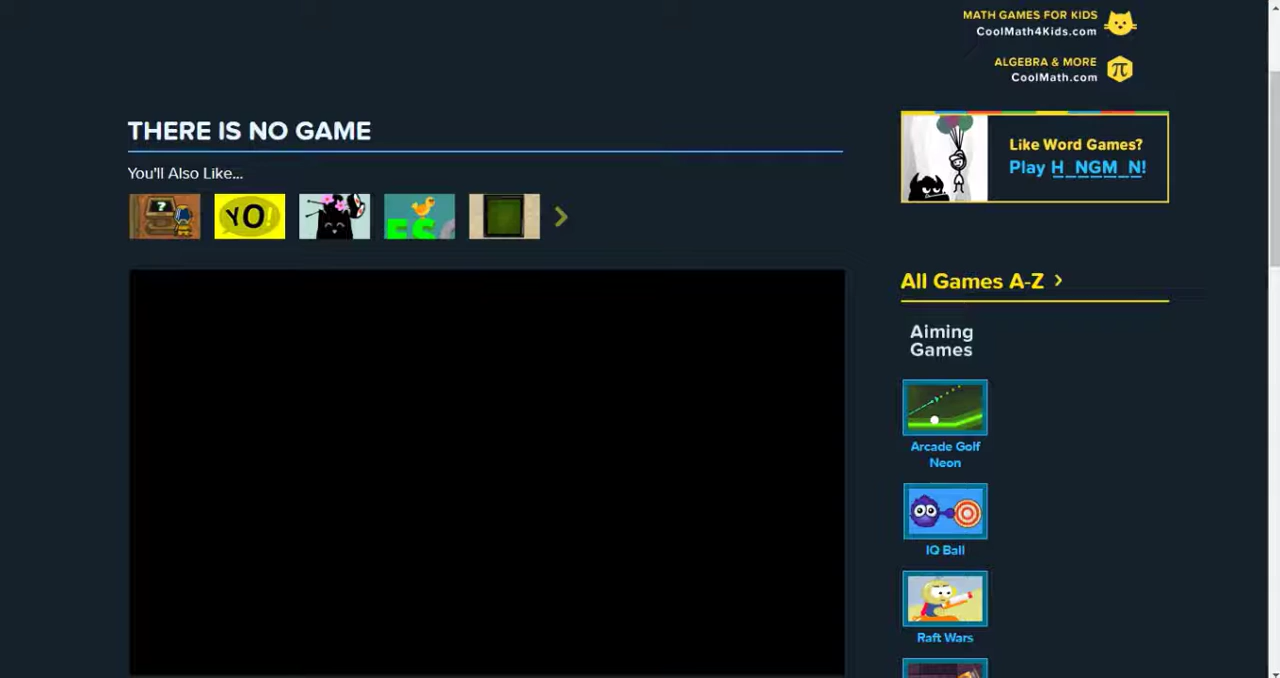 MATH GAMES FOR KIDS
CoolMath4Kids.com
ALGEBRA & MORE
CoolMath.com
π
THERE IS NO GAME
You'll Also Like...
?
YO!
ES
Like Word Games?
Play H_NGM_N!
All Games A-Z
Aiming
Games
Arcade Golf
Neon
IQ Ball
Raft Wars